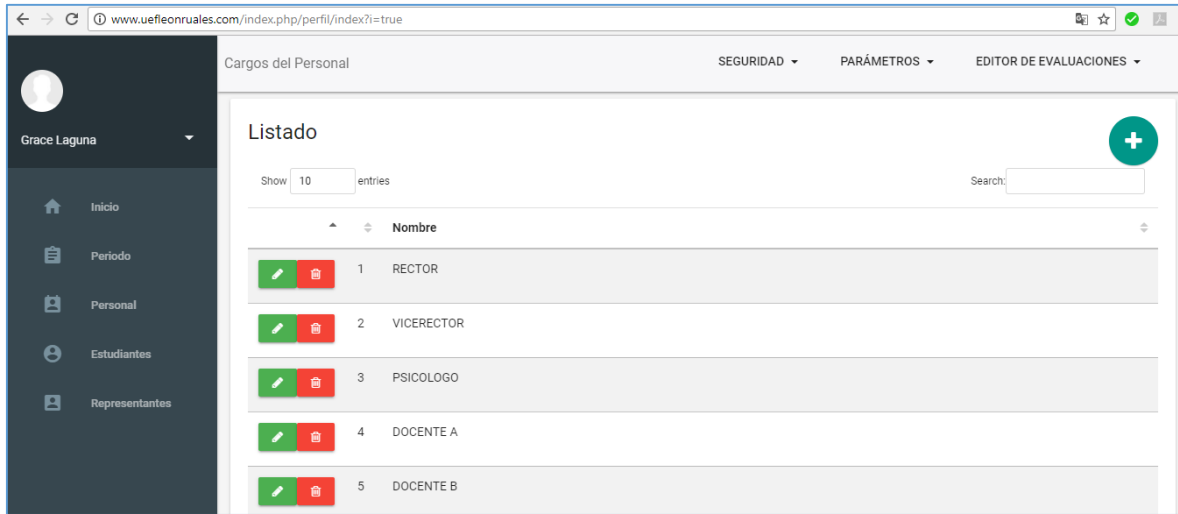 www.uefleonruales.com/index.php/perfil/index?i=true
Cargos del Personal
SEGURIDAD
PARÁMETROS
EDITOR DE EVALUACIONES
Grace Laguna
Inicio
Periodo
Personal
Estudiantes
Representantes
Listado
Show 10 entries
Search:
Nombre
1 RECTOR
2 VICERECTOR
3 PSICOLOGO
4 DOCENTE A
5 DOCENTE B